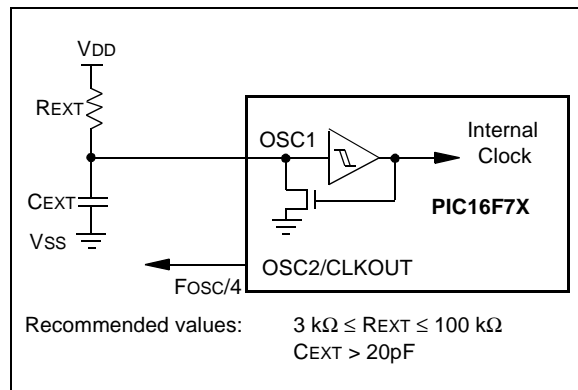 VDD
REXT
OSC1
Internal
Clock
CEXT
PIC16F7X
VSS
OSC2/CLKOUT
FOSC/4
Recommended values: 3 kΩ ≤ REXT ≤ 100 kΩ
CEXT > 20pF